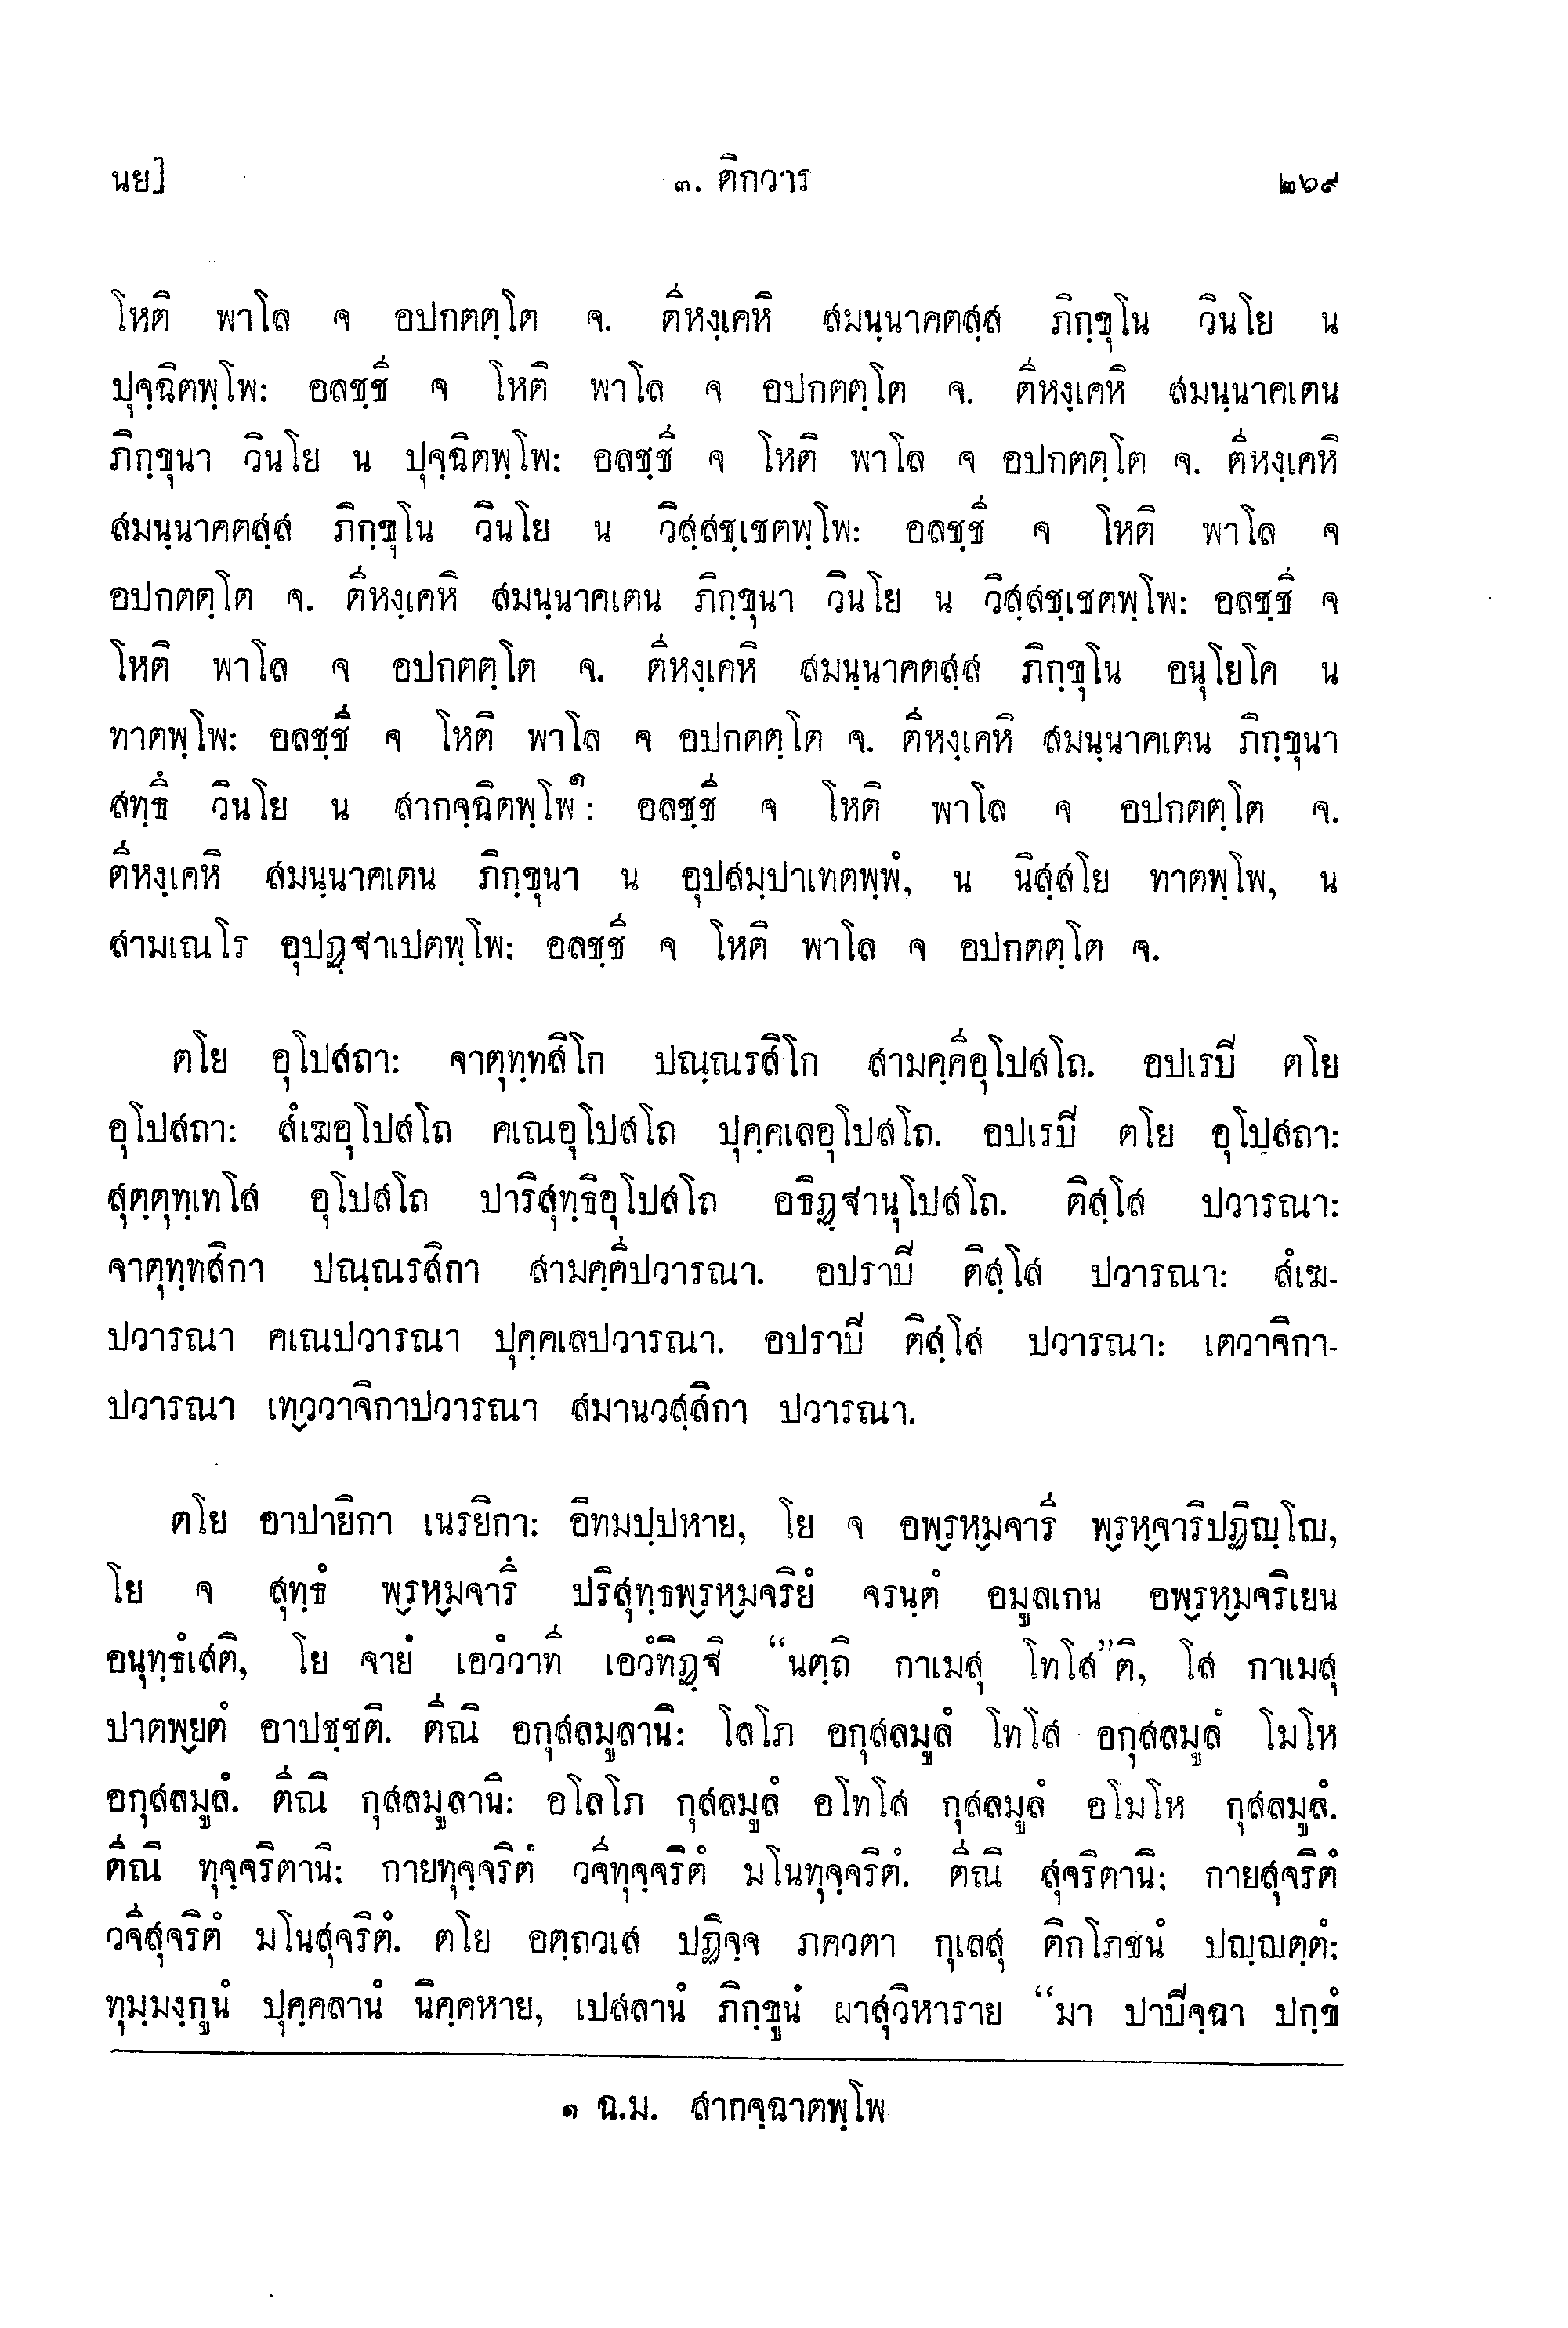 นย] ๓. ติกวาร ๒๖๙
โหติ พาโล จ อปกตตฺโต จ. ตีหงฺเคหิ สมนฺนาคตสฺส ภิกฺขุโน วินโย น
ปุจฺฉิตพฺโพ: อลชฺชี จ โหติ พาโล จ อปกตตฺโต จ. ตีหงฺเคหิ สมนฺนาคเตน
ภิกฺขุนา วินโย น ปุจฺฉิตพฺโพ: อลชฺชี จ โหติ พาโล จ อปกตตฺโต จ. ตีหงฺเคหิ
สมนฺนาคตสฺส ภิกฺขุโน วินโย น วิสฺสชฺเชตพฺโพ: อลชฺชี จ โหติ พาโล จ
อปกตตฺโต จ. ตีหงฺเคหิ สมนฺนาคเตน ภิกฺขุนา วินโย น วิสฺสชฺเชตพฺโพ: อลชฺชี จ
โหติ พาโล จ อปกตตฺโต จ. ตีหงฺเคหิ สมนฺนาคตสฺส ภิกฺขุโน อนุโยโค น
ทาตพฺโพ: อลชฺชี จ โหติ พาโล จ อปกตตฺโต จ. ตีหงฺเคหิ สมนฺนาคเตน ภิกฺขุนา
สทฺธึ วินโย น สากจฺฉิตพฺโพ๑: อลชฺชี จ โหติ พาโล จ อปกตตฺโต จ.
ตีหงฺเคหิ สมนฺนาคเตน ภิกฺขุนา น อุปสมฺปาเทตพฺพํ, น นิสฺสโย ทาตพฺโพ, น
สามเณโร อุปฏฺฐาเปตพฺโพ: อลชฺชี จ โหติ พาโล จ อปกตตฺโต จ.
ตโย อุโปสถา: จาตุทฺทสิโก ปณฺณรสิโก สามคฺคีอุโปสโถ. อปเรปี ตโย
อุโปสถา: สํเฆอุโปสโถ คเณอุโปสโถ ปุคฺคเลอุโปสโถ. อปเรปี ตโย อุโปสถา:
สุตฺตุทฺเทโส อุโปสโถ ปาริสุทฺธิอุโปสโถ อธิฏฺฐานุโปสโถ. ติสฺโส ปวารณา:
จาตุทฺทสิกา ปณฺณรสิกา สามคฺคีปวารณา. อปราปี ติสฺโส ปวารณา: สํเฆ-
ปวารณา คเณปวารณา ปุคฺคเลปวารณา. อปราปี ติสฺโส ปวารณา: เตวาจิกา-
ปวารณา เทฺววาจิกาปวารณา สมานวสฺสิกา ปวารณา.
ตโย อาปายิกา เนรยิกา: อิทมปฺปหาย, โย จ อพฺรหฺมจารี พฺรหฺจาริปฏิญฺโญ,
โย จ สุทฺธํ พฺรหฺมจารึ ปริสุทฺธพฺรหฺมจริยํ จรนฺตํ อมูลเกน อพฺรหฺมจริเยน
อนุทฺธํเสติ, โย จายํ เอวํวาที เอวํทิฏฺฐิ “นตฺถิ กาเมสุ โทโส”ติ, โส กาเมสุ
ปาตพฺยตํ อาปชฺชติ. ตีณิ อกุสลมูลานิ: โลโภ อกุสลมูลํ โทโส อกุสลมูลํ โมโห
อกุสลมูลํ. ตีณิ กุสลมูลานิ: อโลโภ กุสลมูลํ อโทโส กุสลมูลํ อโมโห กุสลมูลํ.
ตีณิ ทุจฺจริตานิ: กายทุจฺจริตํ วจีทุจฺจริตํ มโนทุจฺจริตํ. ตีณิ สุจริตานิ: กายสุจริตํ
วจีสุจริตํ มโนสุจริตํ. ตโย อตฺถวเส ปฏิจฺจ ภควตา กุเลสุ ติกโภชนํ ปญฺญตฺตํ:
ทุมฺมงฺกูนํ ปุคฺคลานํ นิคฺคหาย, เปสลานํ ภิกฺขูนํ ผาสุวิหาราย “มา ปาปิจฺฉา ปกฺขํ
๑ ฉ.ม. สากจฺฉาตพฺโพ